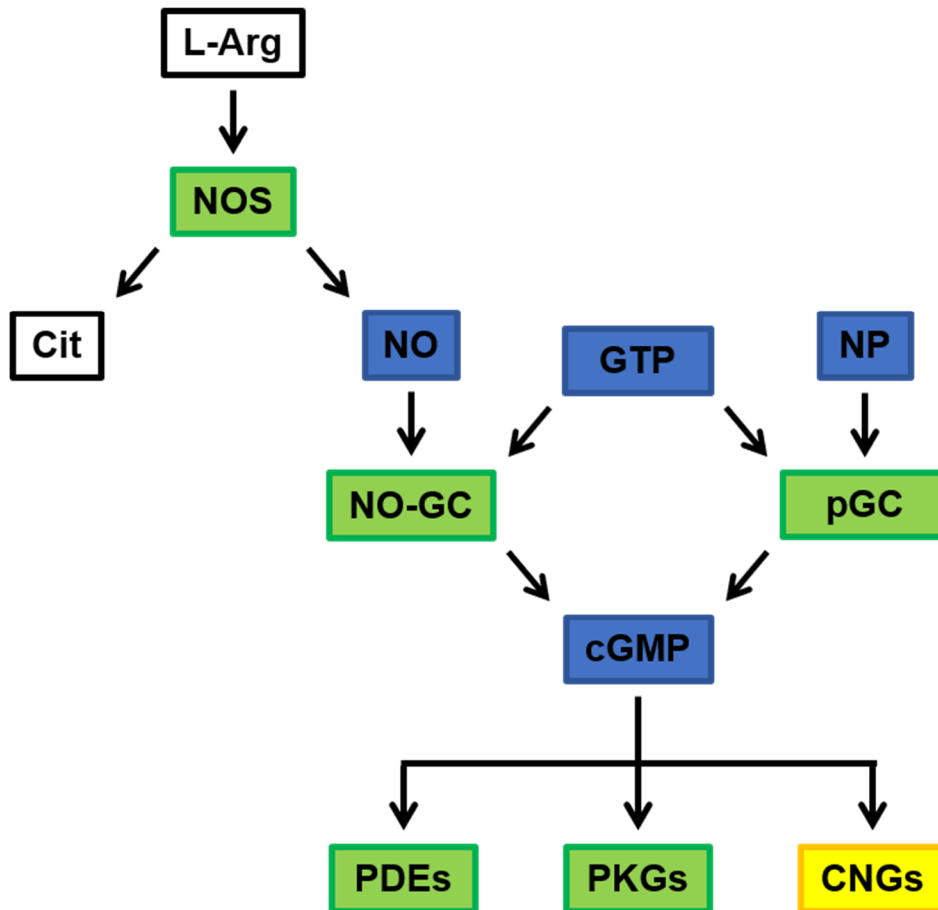 L-Arg
NOS
Cit
NO
GTP
NP
NO-GC
pGC
cGMP
PDEs
PKGs
CNGs